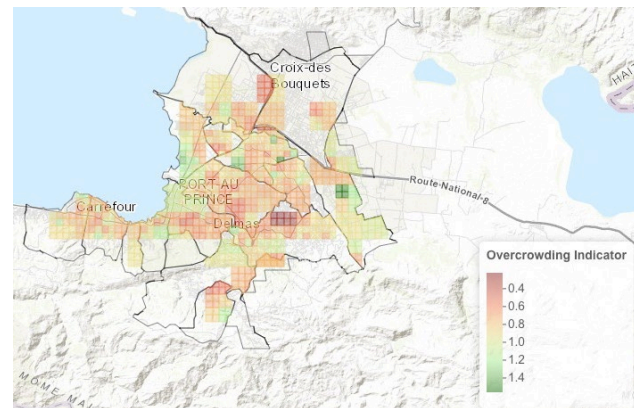 Croix-des
Bouquets
PORT-AU
PRINCE
Carrefour
Delmas
Route-National-8
HAIT
Overcrowding Indicator
0.4
0.6
0.8
1.0
1.2
1.4